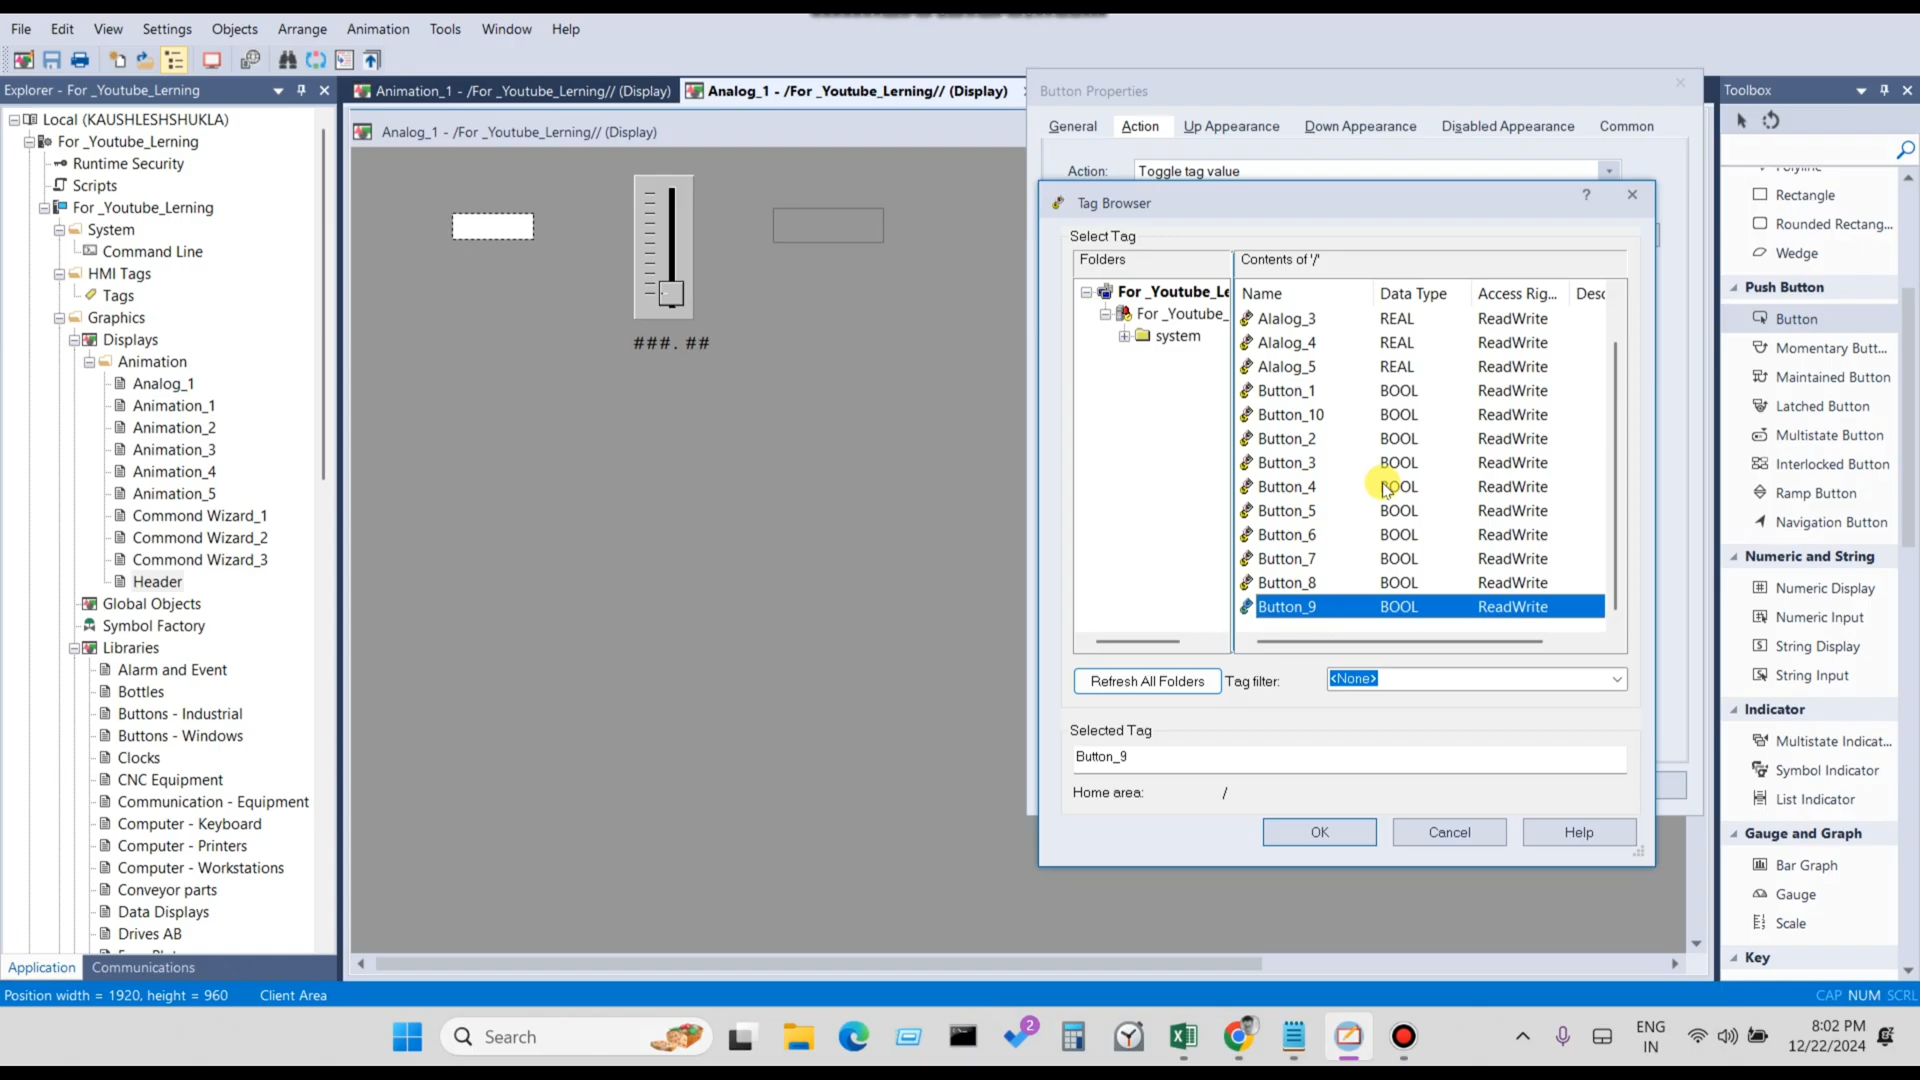 File Edit View Settings Objects Arrange Animation Tools Window Help
Explorer - For _Youtube_Lerning
Local (KAUSHLESHSHUKLA)
For _Youtube_Lerning
Runtime Security
Scripts
For _Youtube_Lerning
System
Command Line
HMI Tags
Tags
Graphics
Displays
Animation
Analog_1
Animation_1
Animation_2
Animation_3
Animation_4
Animation_5
Commond Wizard_1
Commond Wizard_2
Commond Wizard_3
Header
Global Objects
Symbol Factory
Libraries
Alarm and Event
Bottles
Buttons - Industrial
Buttons - Windows
Clocks
CNC Equipment
Communication - Equipment
Computer - Keyboard
Computer - Printers
Computer - Workstations
Conveyor parts
Data Displays
Drives AB
Application Communications
Animation_1 - /For _Youtube_Lerning// (Display) Analog_1 - /For _Youtube_Lerning// (Display)
Analog_1 - /For _Youtube_Lerning// (Display)
###.##
Button Properties
General Action Up Appearance Down Appearance Disabled Appearance Common
Action: Toggle tag value
Tag Browser
Select Tag
Folders
For _Youtube_Le
For _Youtube_
system
Contents of '/'
Name Data Type Access Rig... Desc
Alalog_3 REAL ReadWrite
Alalog_4 REAL ReadWrite
Alalog_5 REAL ReadWrite
Button_1 BOOL ReadWrite
Button_10 BOOL ReadWrite
Button_2 BOOL ReadWrite
Button_3 BOOL ReadWrite
Button_4 BOOL ReadWrite
Button_5 BOOL ReadWrite
Button_6 BOOL ReadWrite
Button_7 BOOL ReadWrite
Button_8 BOOL ReadWrite
Button_9 BOOL ReadWrite
Refresh All Folders Tag filter: <None>
Selected Tag
Button_9
Home area: /
OK Cancel Help
Toolbox
Rectangle
Rounded Rectang...
Wedge
Push Button
Button
Momentary Butt...
Maintained Button
Latched Button
Multistate Button
Interlocked Button
Ramp Button
Navigation Button
Numeric and String
Numeric Display
Numeric Input
String Display
String Input
Indicator
Multistate Indicat...
Symbol Indicator
List Indicator
Gauge and Graph
Bar Graph
Gauge
Scale
Key
Position width = 1920, height = 960 Client Area CAP NUM SCRL
Search
2
ENG
IN
8:02 PM
12/22/2024